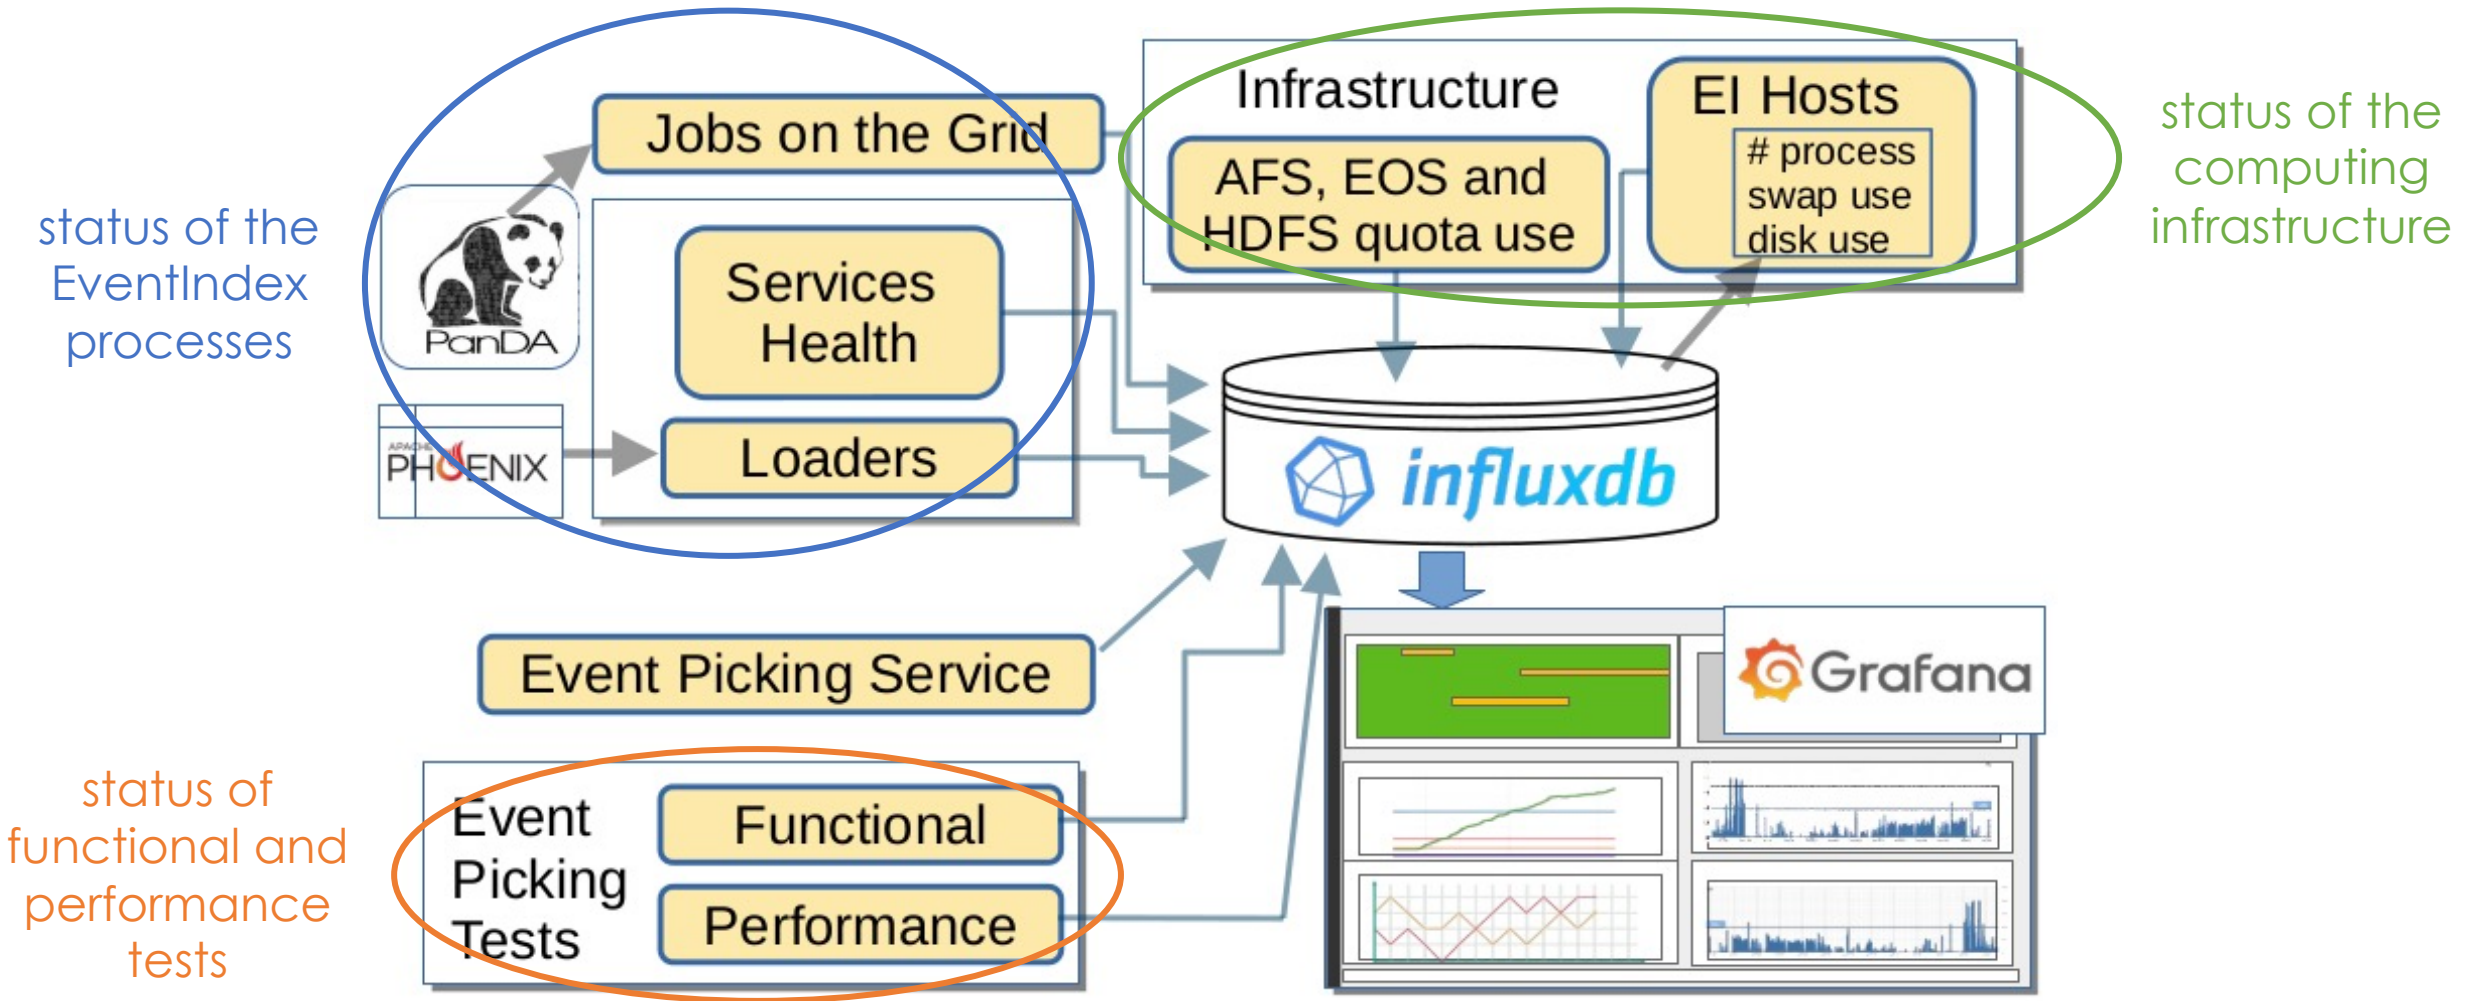 status of the
EventIndex
processes
Jobs on the Grid
PanDA
Services
Health
APACHE
PHOENIX
Loaders
Infrastructure
AFS, EOS and
HDFS quota use
EI Hosts
# process
swap use
disk use
status of the
computing
infrastructure
influxdb
Event Picking Service
Grafana
status of
functional and
performance
tests
Event
Picking
Tests
Functional
Performance